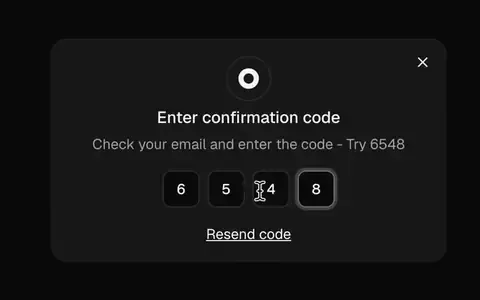 Enter confirmation code
Check your email and enter the code - Try 6548
6 5 4 8
Resend code